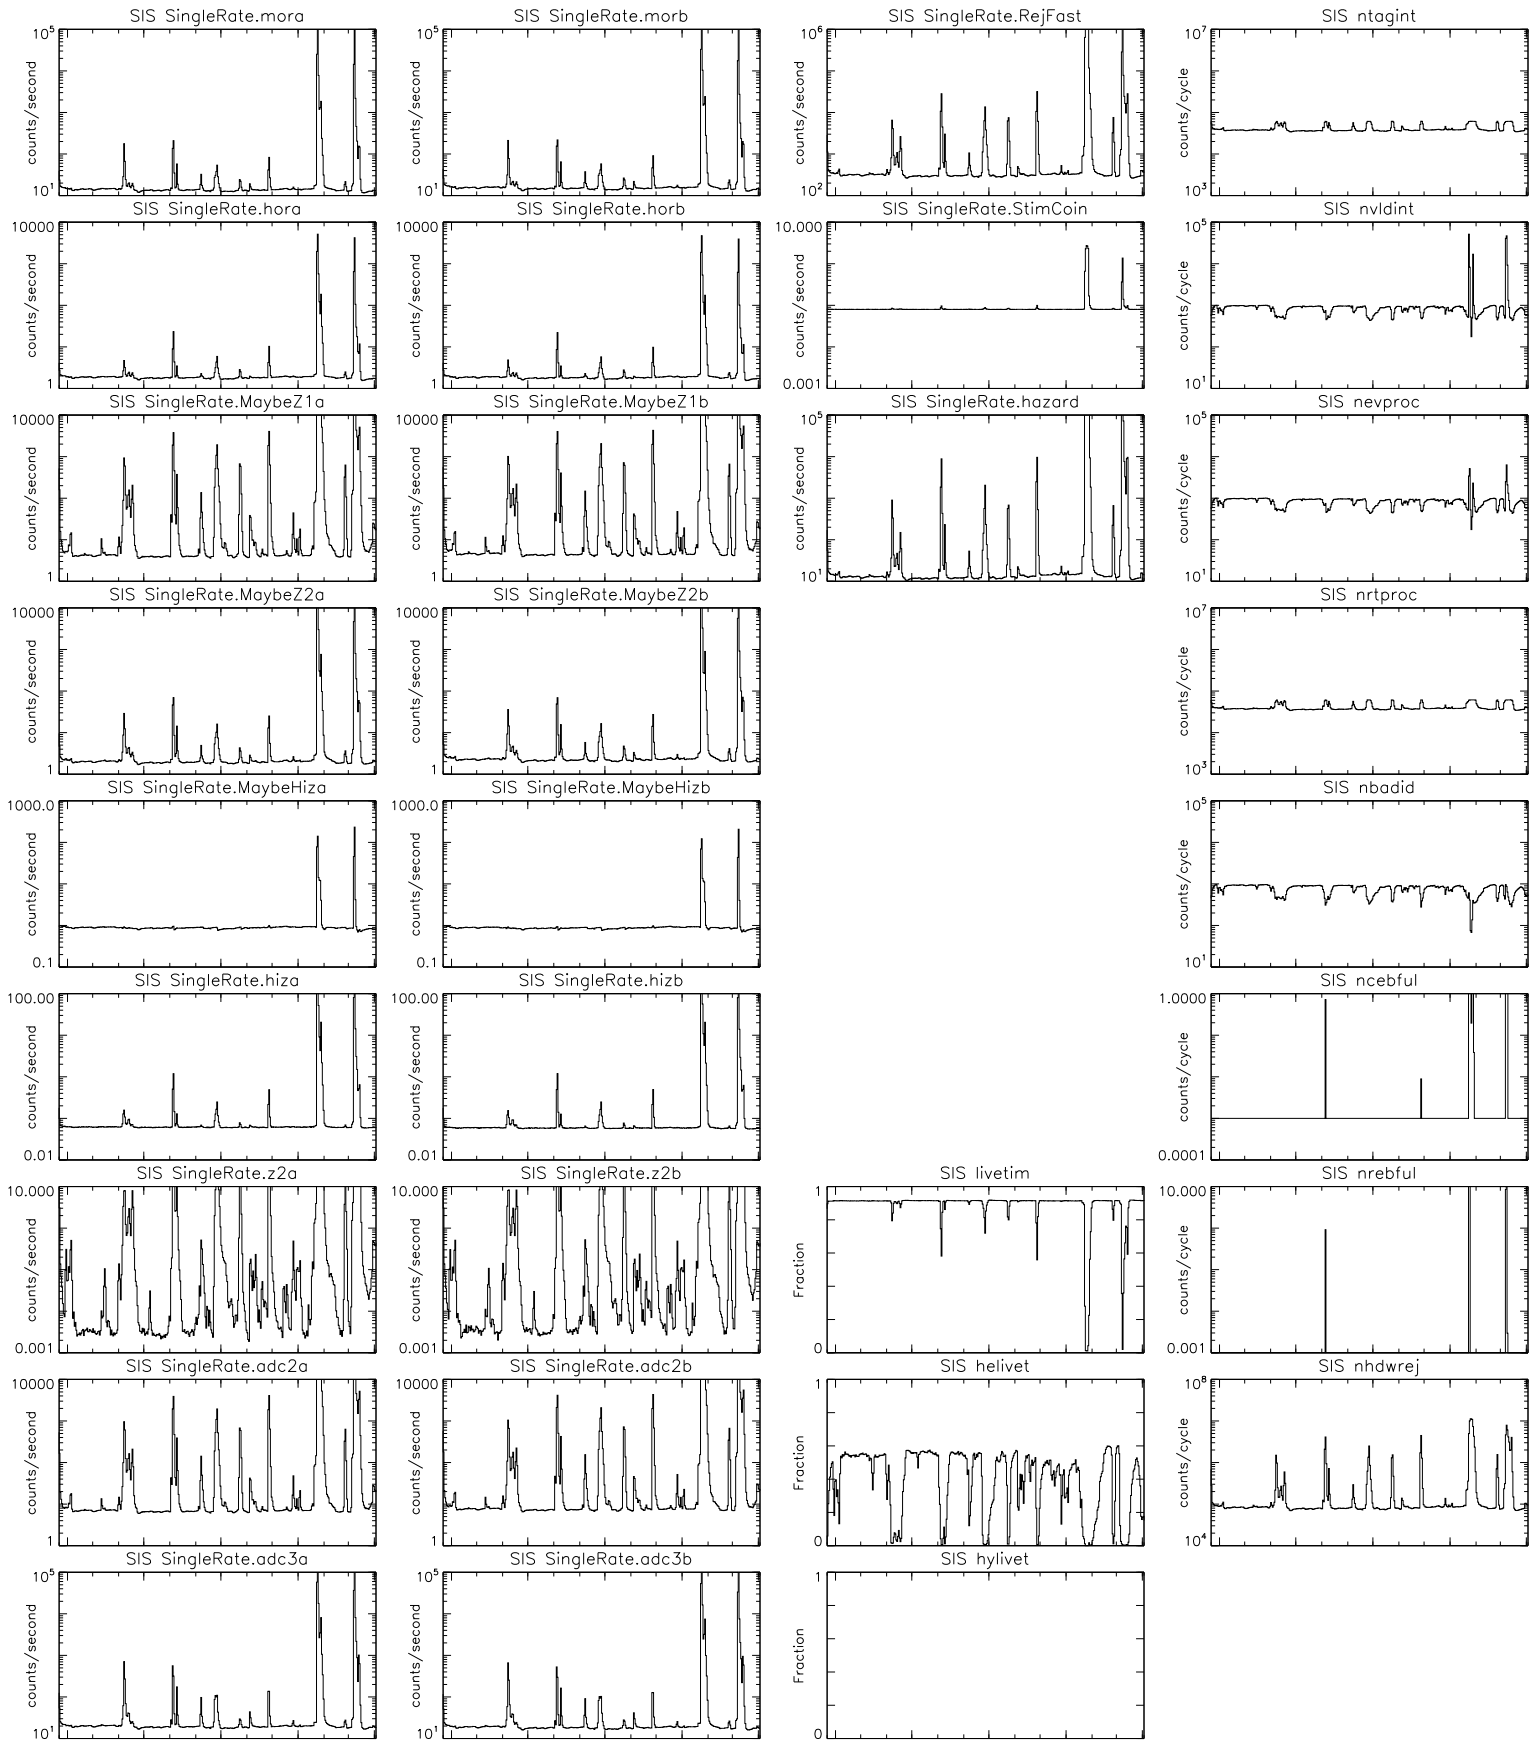 SIS SingleRate.mora
SIS SingleRate.morb
SIS SingleRate.RejFast
SIS ntagint
10^5
counts/second
10^1
10^5
counts/second
10^1
10^6
counts/second
10^2
10^7
counts/cycle
10^3
SIS SingleRate.hora
SIS SingleRate.horb
SIS SingleRate.StimCoin
SIS nvldint
10000
counts/second
1
10000
counts/second
1
10.000
counts/second
0.001
10^5
counts/cycle
10^1
SIS SingleRate.MaybeZ1a
SIS SingleRate.MaybeZ1b
SIS SingleRate.hazard
SIS nevproc
10000
counts/second
1
10000
counts/second
1
10^5
counts/second
10^1
10^5
counts/cycle
10^1
SIS SingleRate.MaybeZ2a
SIS SingleRate.MaybeZ2b
SIS nrtproc
10000
counts/second
1
10000
counts/second
1
10^7
counts/cycle
10^3
SIS SingleRate.MaybeHiza
SIS SingleRate.MaybeHizb
SIS nbadid
1000.0
counts/second
0.1
1000.0
counts/second
0.1
10^5
counts/cycle
10^1
SIS SingleRate.hiza
SIS SingleRate.hizb
SIS ncebful
100.00
counts/second
0.01
100.00
counts/second
0.01
1.0000
counts/cycle
0.0001
SIS SingleRate.z2a
SIS SingleRate.z2b
SIS livetim
SIS nrebful
10.000
counts/second
0.001
10.000
counts/second
0.001
1
Fraction
0
10.000
counts/cycle
0.001
SIS SingleRate.adc2a
SIS SingleRate.adc2b
SIS helivet
SIS nhdwrej
10000
counts/second
1
10000
counts/second
1
1
Fraction
0
10^8
counts/cycle
10^4
SIS SingleRate.adc3a
SIS SingleRate.adc3b
SIS hylivet
10^5
counts/second
10^1
10^5
counts/second
10^1
1
Fraction
0